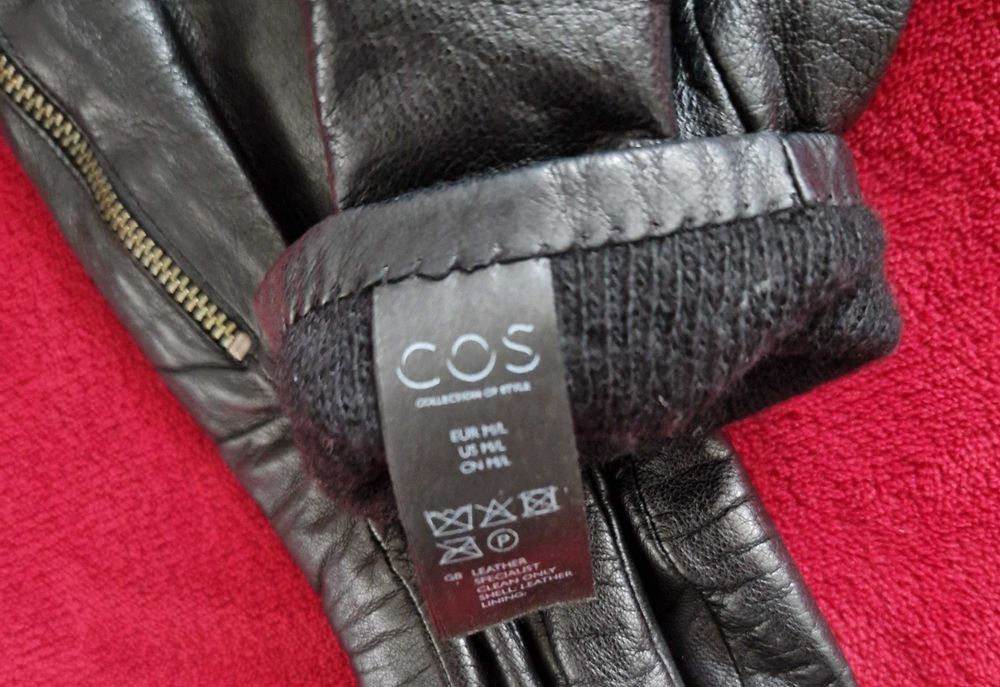 COS
COLLECTION OF STYLE
EUR M/L
US M/L
CN M/L
P
GB LEATHER
SPECIALIST
CLEAN ONLY
SHELL: LEATHER
LINING: